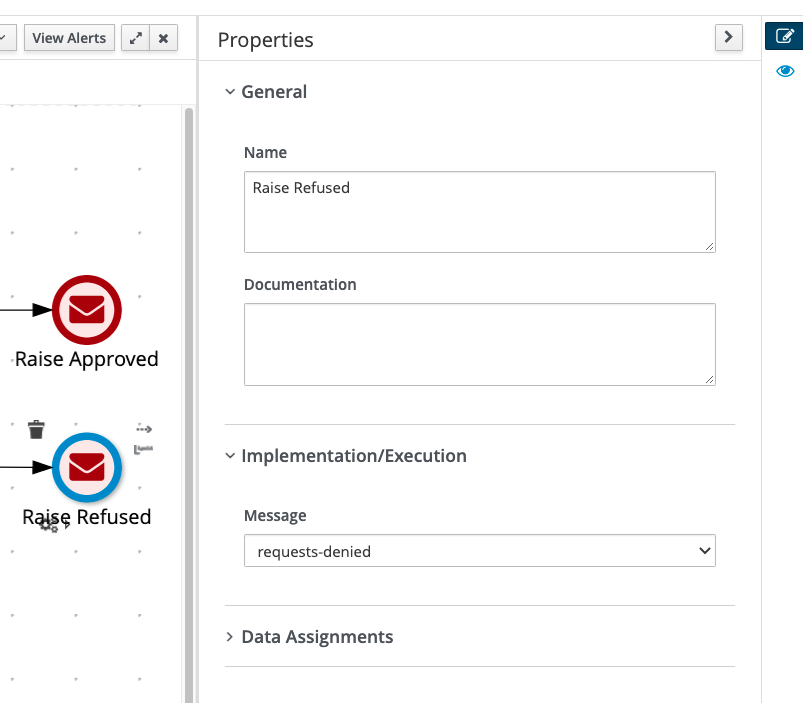 View Alerts
Properties
General
Name
Raise Refused
Documentation
Raise Approved
Implementation/Execution
Raise Refused
Message
requests-denied
Data Assignments